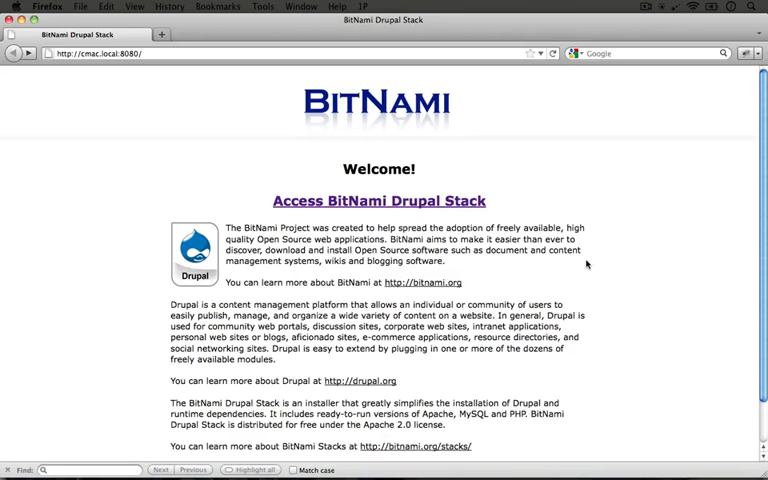 Firefox File Edit View History Bookmarks Tools Window Help 1P
BitNami Drupal Stack
BitNami Drupal Stack
http://cmac.local:8080/
Google
BITNAMI
Welcome!
Access BitNami Drupal Stack
The BitNami Project was created to help spread the adoption of freely available, high
quality Open Source web applications. BitNami aims to make it easier than ever to
discover, download and install Open Source software such as document and content
management systems, wikis and blogging software.
Drupal
You can learn more about BitNami at http://bitnami.org
Drupal is a content management platform that allows an individual or community of users to
easily publish, manage, and organize a wide variety of content on a website. In general, Drupal is
used for community web portals, discussion sites, corporate web sites, intranet applications,
personal web sites or blogs, aficionado sites, e-commerce applications, resource directories, and
social networking sites. Drupal is easy to extend by plugging in one or more of the dozens of
freely available modules.
You can learn more about Drupal at http://drupal.org
The BitNami Drupal Stack is an installer that greatly simplifies the installation of Drupal and
runtime dependencies. It includes ready-to-run versions of Apache, MySQL and PHP. BitNami
Drupal Stack is distributed for free under the Apache 2.0 license.
You can learn more about BitNami Stacks at http://bitnami.org/stacks/
Find: Next Previous Highlight all Match case